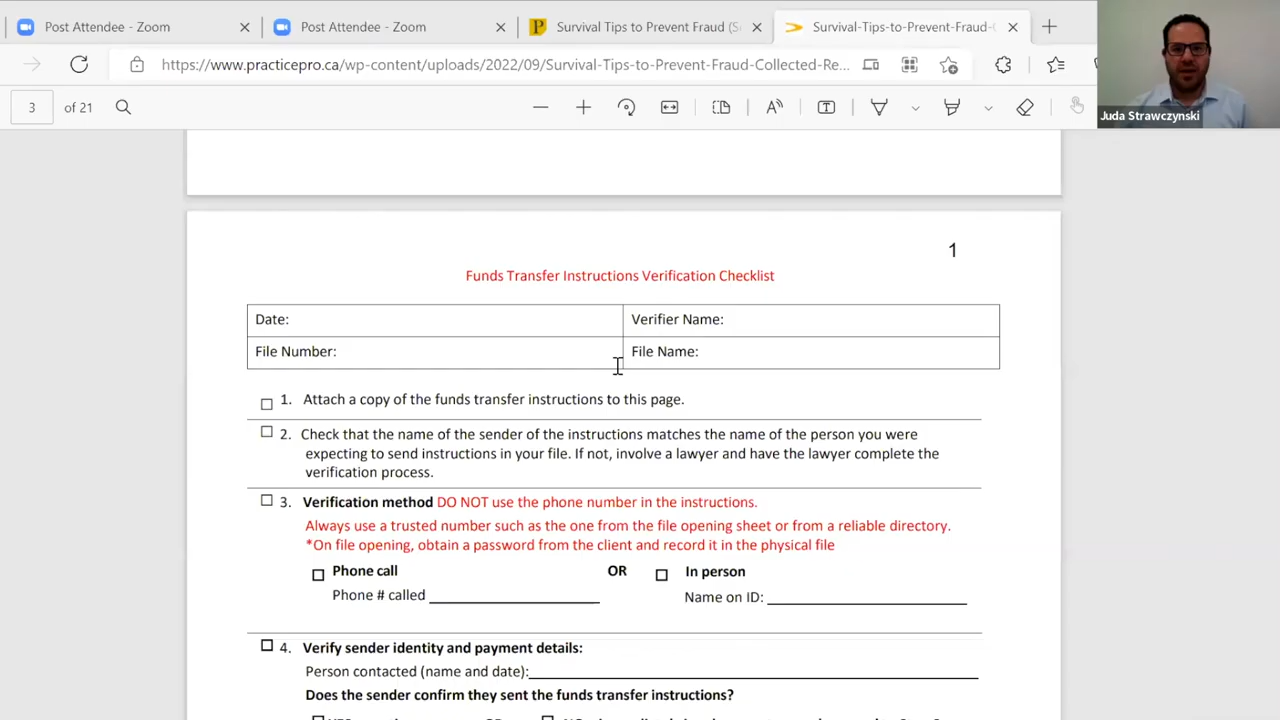 Post Attendee - Zoom
Post Attendee - Zoom
Survival Tips to Prevent Fraud (S
Survival-Tips-to-Prevent-Fraud-
https://www.practicepro.ca/wp-content/uploads/2022/09/Survival-Tips-to-Prevent-Fraud-Collected-Re...
3 of 21
Juda Strawczynski
1
Funds Transfer Instructions Verification Checklist
Date: Verifier Name:
File Number: File Name:
1. Attach a copy of the funds transfer instructions to this page.
2. Check that the name of the sender of the instructions matches the name of the person you were
expecting to send instructions in your file. If not, involve a lawyer and have the lawyer complete the
verification process.
3. Verification method DO NOT use the phone number in the instructions.
Always use a trusted number such as the one from the file opening sheet or from a reliable directory.
*On file opening, obtain a password from the client and record it in the physical file
Phone call OR In person
Phone # called Name on ID:
4. Verify sender identity and payment details:
Person contacted (name and date):
Does the sender confirm they sent the funds transfer instructions?